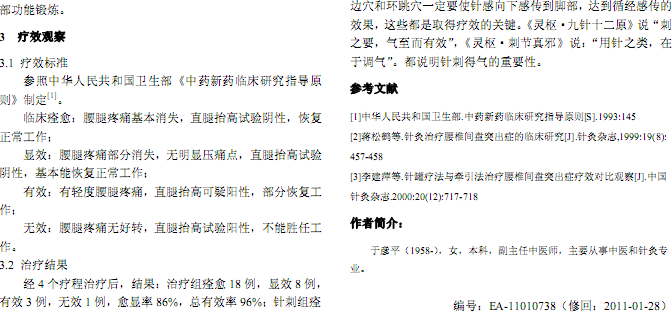 部功能锻炼。
3 疗效观察
3.1 疗效标准
参照中华人民共和国卫生部《中药新药临床研究指导原
则》制定[1]。
临床痊愈：腰腿疼痛基本消失，直腿抬高试验阴性，恢复
正常工作；
显效：腰腿疼痛部分消失，无明显压痛点，直腿抬高试验
阴性，基本能恢复正常工作；
有效：有轻度腰腿疼痛，直腿抬高可疑阳性，部分恢复工
作；
无效：腰腿疼痛无好转，直腿抬高试验阳性，不能胜任工
作。
3.2 治疗结果
经 4 个疗程治疗后，结果：治疗组痊愈 18 例，显效 8 例，
有效 3 例，无效 1 例，愈显率 86%，总有效率 96%；针刺组痊
边穴和环跳穴一定要使针感向下感传到脚部，达到循经感传的
效果，这些都是取得疗效的关键。《灵枢·九针十二原》说“刺
之要，气至而有效”，《灵枢·刺节真邪》说：“用针之类，在
于调气”。都说明针刺得气的重要性。
参考文献
[1]中华人民共和国卫生部.中药新药临床研究指导原则[S].1993:145
[2]蒋松鹤等.针灸治疗腰椎间盘突出症的临床研究[J].针灸杂志,1999:19(8):
457-458
[3]李建萍等.针罐疗法与牵引法治疗腰椎间盘突出症疗效对比观察[J].中国
针灸杂志.2000:20(12):717-718
作者简介：
于彦平（1958-），女，本科，副主任中医师，主要从事中医和针灸专
业。
编号：EA-11010738（修回：2011-01-28）